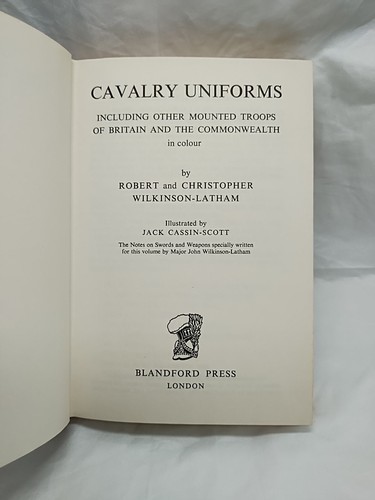 CAVALRY UNIFORMS
INCLUDING OTHER MOUNTED TROOPS
OF BRITAIN AND THE COMMONWEALTH
in colour
by
ROBERT and CHRISTOPHER
WILKINSON-LATHAM
Illustrated by
JACK CASSIN-SCOTT
The Notes on Swords and Weapons specially written
for this volume by Major John Wilkinson-Latham
BLANDFORD PRESS
LONDON